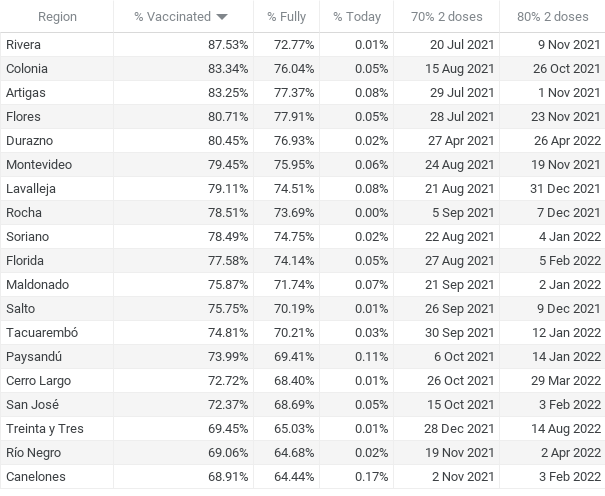 Region % Vaccinated % Fully % Today 70% 2 doses 80% 2 doses
Rivera 87.53% 72.77% 0.01% 20 Jul 2021 9 Nov 2021
Colonia 83.34% 76.04% 0.05% 15 Aug 2021 26 Oct 2021
Artigas 83.25% 77.37% 0.08% 29 Jul 2021 1 Nov 2021
Flores 80.71% 77.91% 0.05% 28 Jul 2021 23 Nov 2021
Durazno 80.45% 76.93% 0.02% 27 Apr 2021 26 Apr 2022
Montevideo 79.45% 75.95% 0.06% 24 Aug 2021 19 Nov 2021
Lavalleja 79.11% 74.51% 0.08% 21 Aug 2021 31 Dec 2021
Rocha 78.51% 73.69% 0.00% 5 Sep 2021 7 Dec 2021
Soriano 78.49% 74.75% 0.02% 22 Aug 2021 4 Jan 2022
Florida 77.58% 74.14% 0.05% 27 Aug 2021 5 Feb 2022
Maldonado 75.87% 71.74% 0.07% 21 Sep 2021 2 Jan 2022
Salto 75.75% 70.19% 0.01% 26 Sep 2021 9 Dec 2021
Tacuarembó 74.81% 70.21% 0.03% 30 Sep 2021 12 Jan 2022
Paysandú 73.99% 69.41% 0.11% 6 Oct 2021 14 Jan 2022
Cerro Largo 72.72% 68.40% 0.01% 26 Oct 2021 29 Mar 2022
San José 72.37% 68.69% 0.05% 15 Oct 2021 3 Feb 2022
Treinta y Tres 69.45% 65.03% 0.01% 28 Dec 2021 14 Aug 2022
Río Negro 69.06% 64.68% 0.02% 19 Nov 2021 2 Apr 2022
Canelones 68.91% 64.44% 0.17% 2 Nov 2021 3 Feb 2022